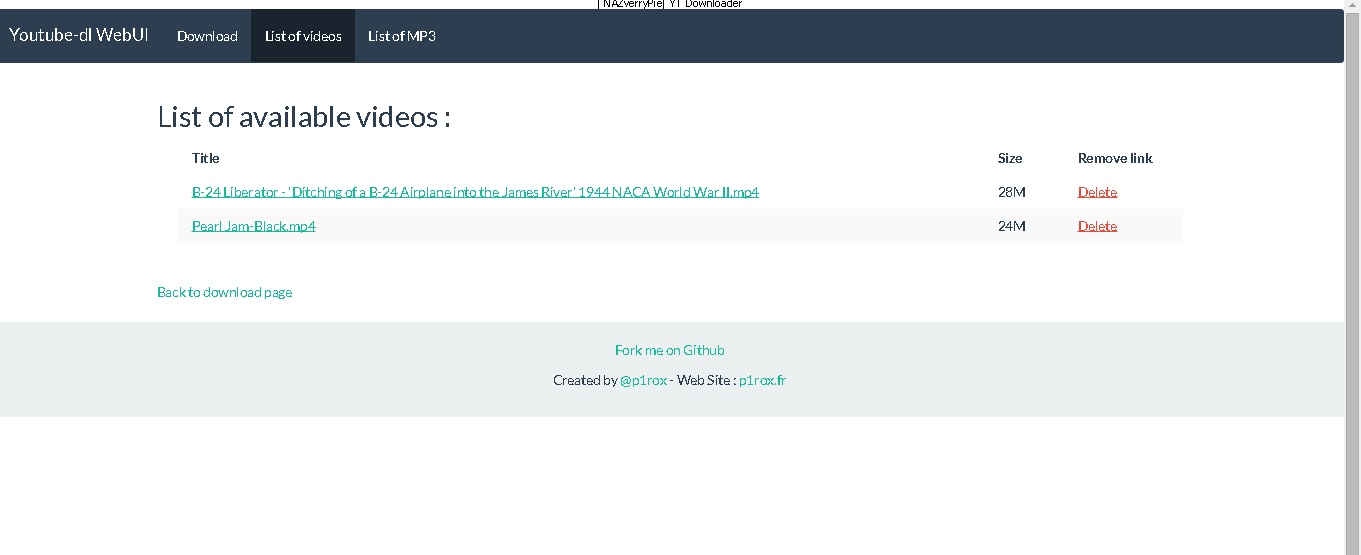 | NAZverryPie| YT Downloader
Youtube-dl WebUI Download List of videos List of MP3
List of available videos :
Title Size Remove link
B-24 Liberator - 'Ditching of a B-24 Airplane into the James River' 1944 NACA World War II.mp4 28M Delete
Pearl Jam-Black.mp4 24M Delete
Back to download page
Fork me on Github
Created by @p1rox - Web Site : p1rox.fr